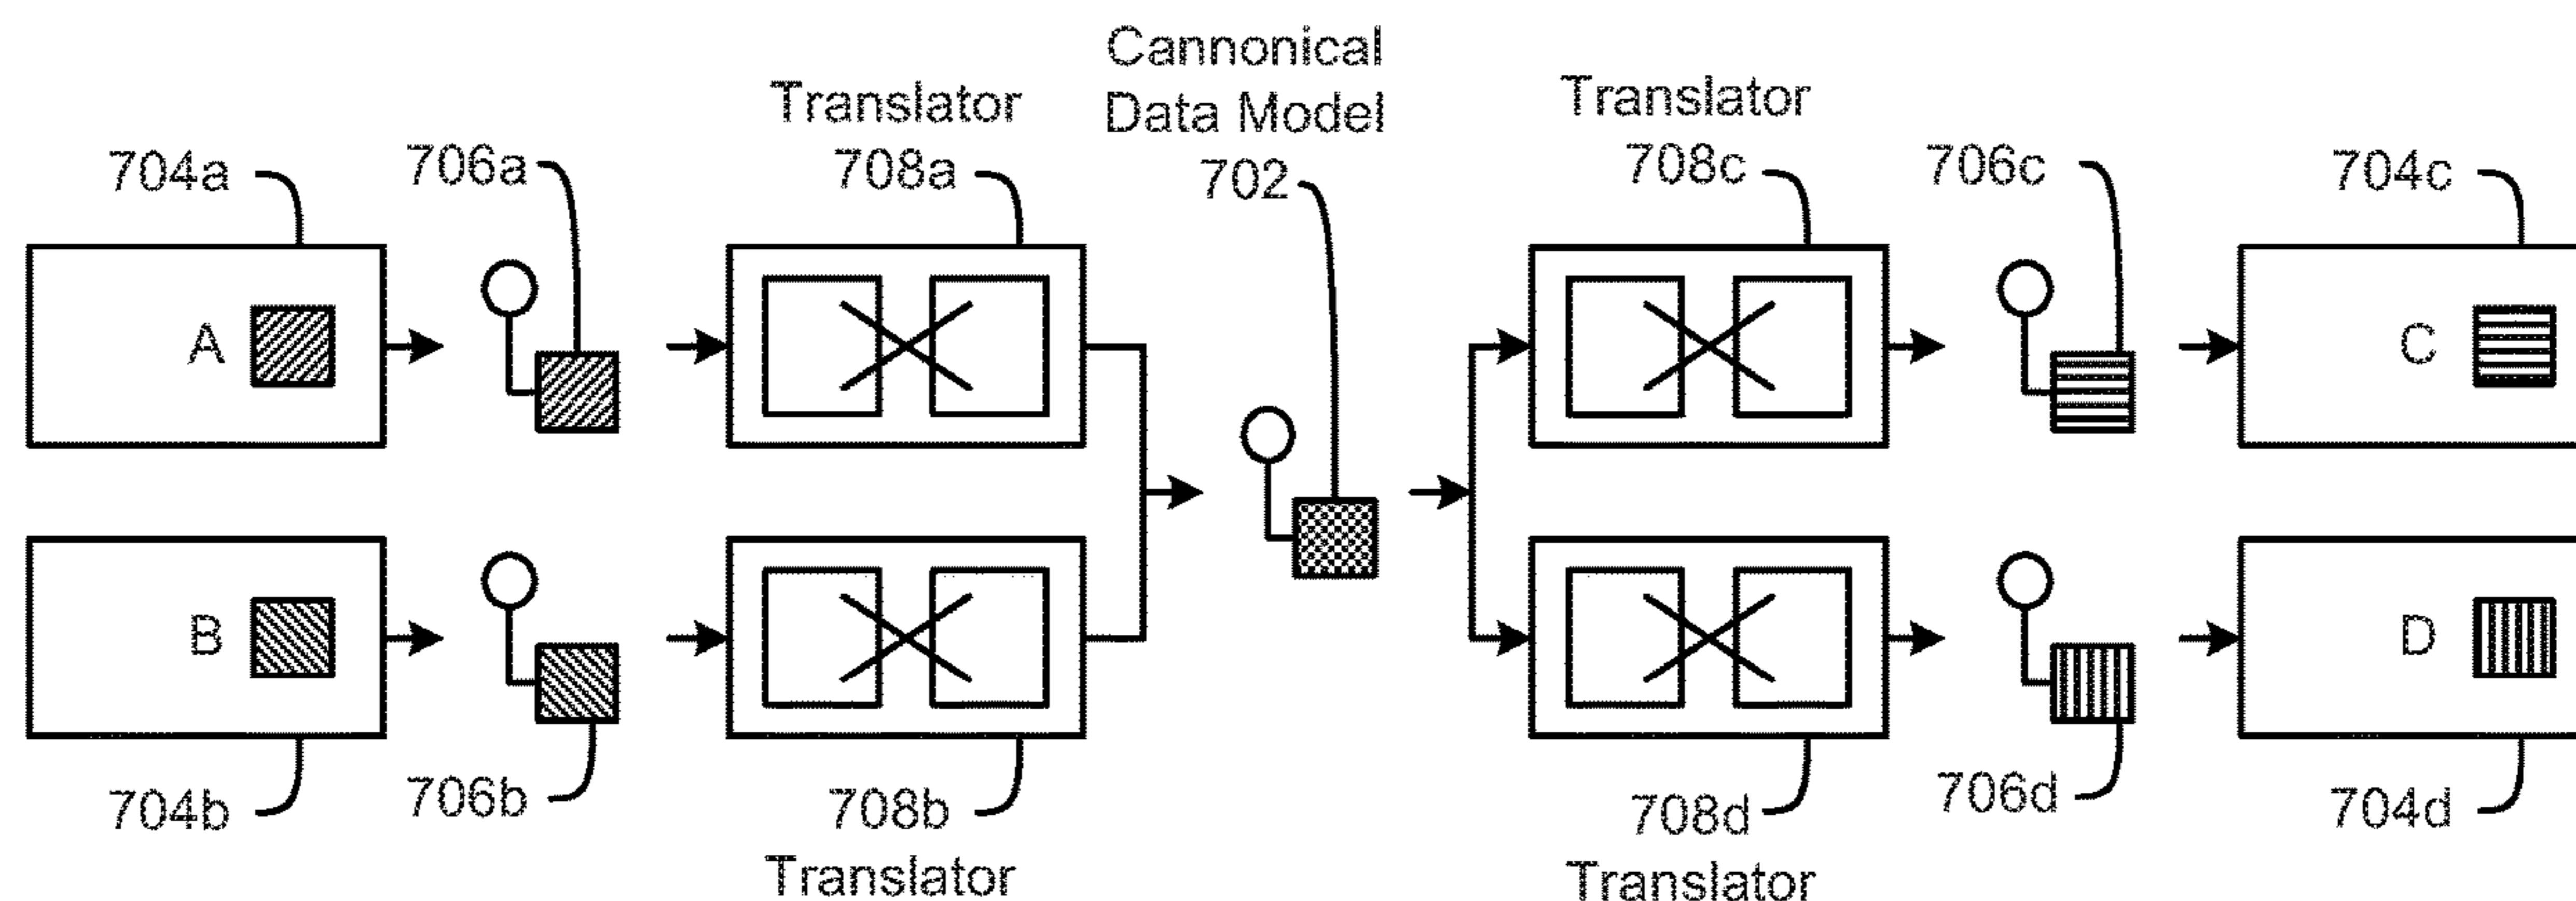 Cannonical
Data Model
702
Translator
708a
Translator
708c
704a
706a
706c
704c
A
C
B
D
704b
706b
708b
Translator
708d
Translator
706d
704d